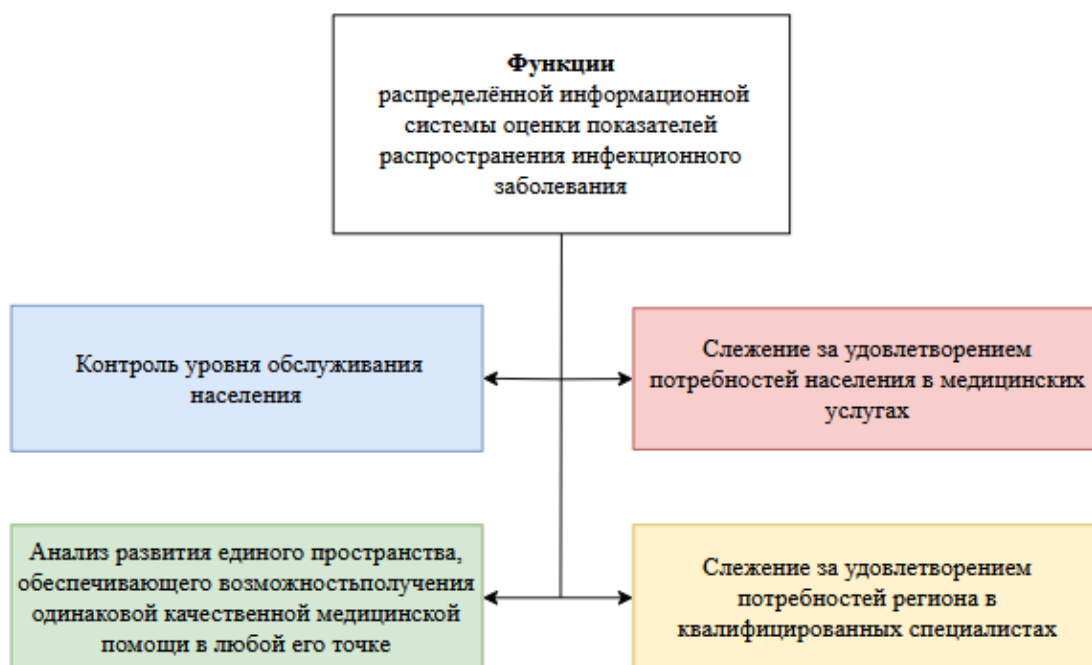 Функции
распределённой информационной
системы оценки показателей
распространения инфекционного
заболевания
Контроль уровня обслуживания
населения
Слежение за удовлетворением
потребностей населения в медицинских
услугах
Анализ развития единого пространства,
обеспечивающего возможностьполучения
одинаковой качественной медицинской
помощи в любой его точке
Слежение за удовлетворением
потребностей региона в
квалифицированных специалистах